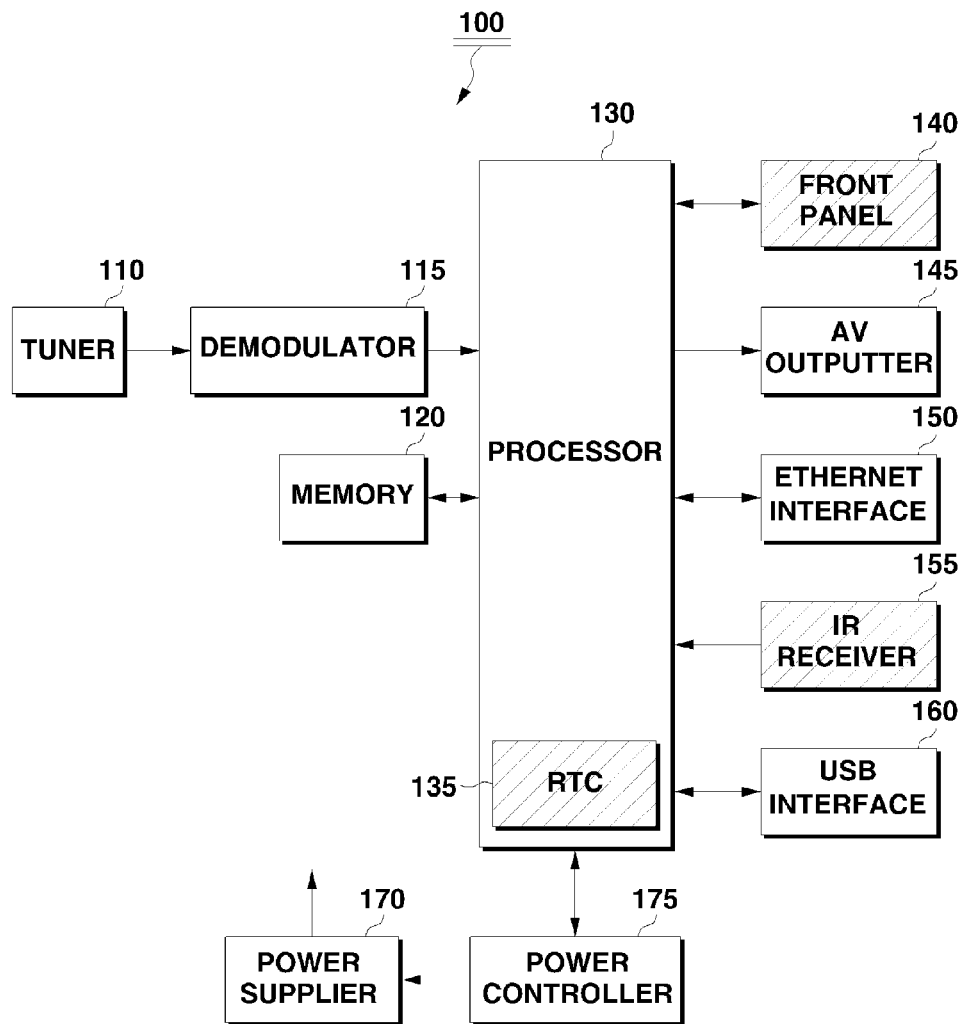 100
130
140
FRONT
PANEL
110
115
145
TUNER
DEMODULATOR
AV
OUTPUTTER
120
150
PROCESSOR
MEMORY
ETHERNET
INTERFACE
155
IR
RECEIVER
160
135
RTC
USB
INTERFACE
170
175
POWER
SUPPLIER
POWER
CONTROLLER